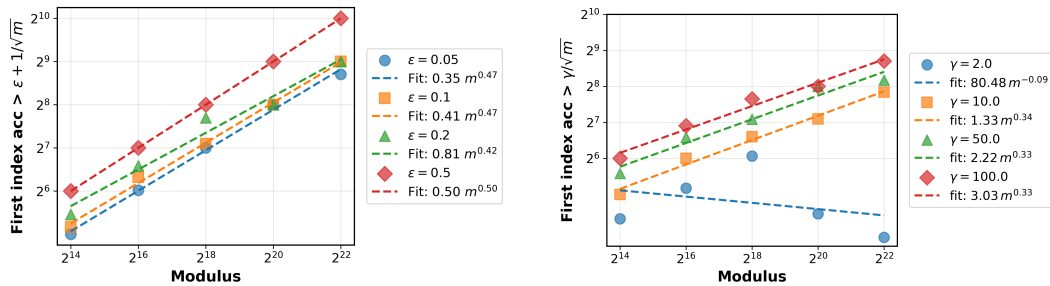 First index acc > ε + 1/√m
2^10
2^9
2^8
2^7
2^6
2^14
2^16
2^18
2^20
2^22
Modulus
ε = 0.05
Fit: 0.35 m^0.47
ε = 0.1
Fit: 0.41 m^0.47
ε = 0.2
Fit: 0.81 m^0.42
ε = 0.5
Fit: 0.50 m^0.50
First index acc > γ/√m
2^10
2^9
2^8
2^7
2^6
2^14
2^16
2^18
2^20
2^22
Modulus
γ = 2.0
fit: 80.48 m^−0.09
γ = 10.0
fit: 1.33 m^0.34
γ = 50.0
fit: 2.22 m^0.33
γ = 100.0
fit: 3.03 m^0.33